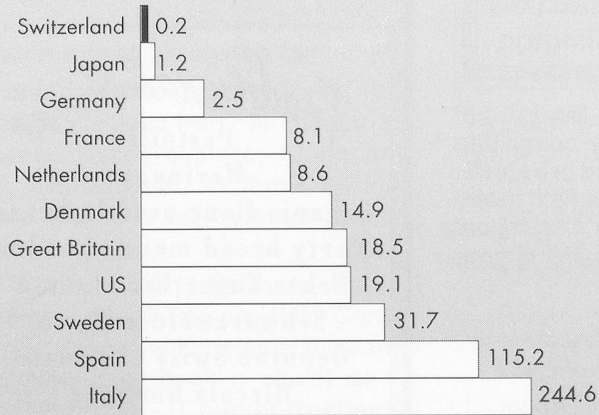 Switzerland 0.2
Japan 1.2
Germany 2.5
France 8.1
Netherlands 8.6
Denmark 14.9
Great Britain 18.5
US 19.1
Sweden 31.7
Spain 115.2
Italy 244.6